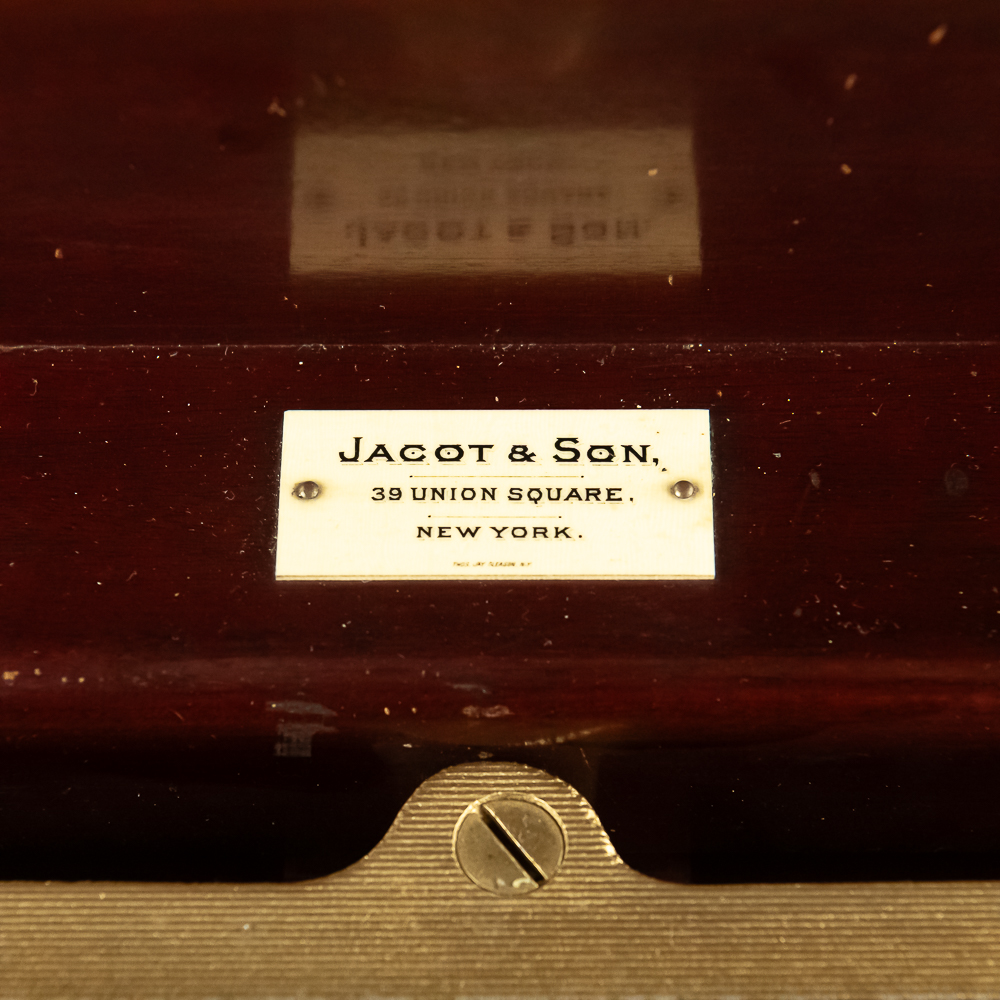 JACOT & SON,
39 UNION SQUARE.
NEW YORK.